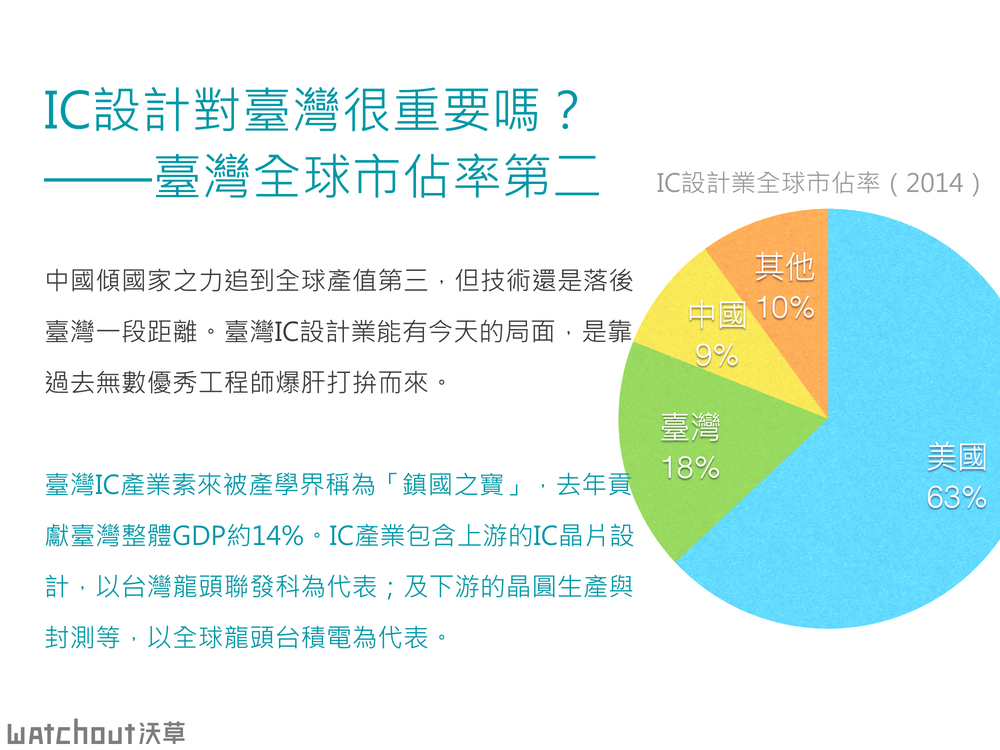 IC設計對臺灣很重要嗎？
——臺灣全球市佔率第二
中國傾國家之力追到全球產值第三，但技術還是落後
臺灣一段距離。臺灣IC設計業能有今天的局面，是靠
過去無數優秀工程師爆肝打拚而來。
臺灣IC產業素來被產學界稱為「鎮國之寶」，去年貢
獻臺灣整體GDP約14%。IC產業包含上游的IC晶片設
計，以台灣龍頭聯發科為代表；及下游的晶圓生產與
封測等，以全球龍頭台積電為代表。
IC設計業全球市佔率（2014）
其他
10%
中國
9%
臺灣
18%
美國
63%
watchout沃草